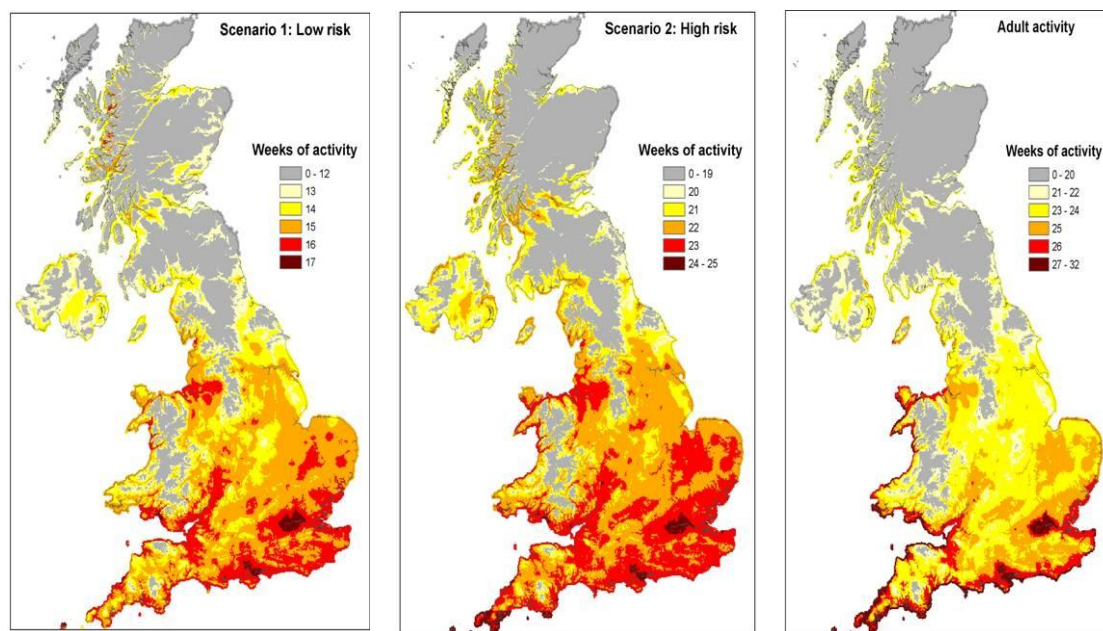 Scenario 1: Low risk
Weeks of activity
0 - 12
13
14
15
16
17
Scenario 2: High risk
Weeks of activity
0 - 19
20
21
22
23
24 - 25
Adult activity
Weeks of activity
0 - 20
21 - 22
23 - 24
25
26
27 - 32